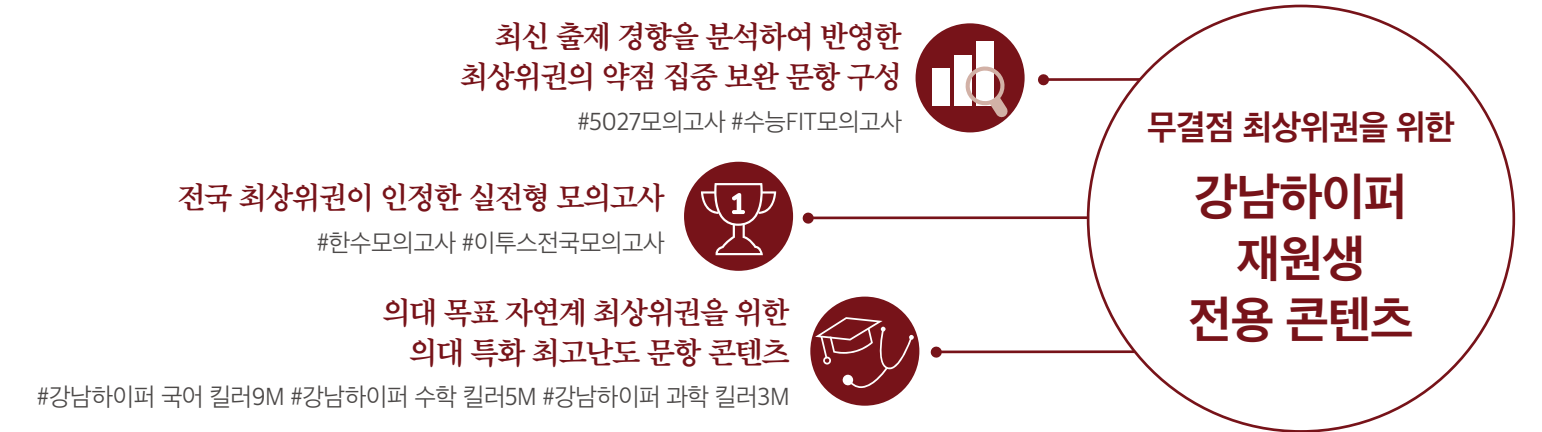 최신 출제 경향을 분석하여 반영한
최상위권의 약점 집중 보완 문항 구성
#5027모의고사 #수능FIT모의고사
전국 최상위권이 인정한 실전형 모의고사
1
#한수모의고사 #이투스전국모의고사
의대 목표 자연계 최상위권을 위한
의대 특화 최고난도 문항 콘텐츠
#강남하이퍼 국어 킬러9M #강남하이퍼 수학 킬러5M #강남하이퍼 과학 킬러3M
무결점 최상위권을 위한
강남하이퍼
재원생
전용 콘텐츠